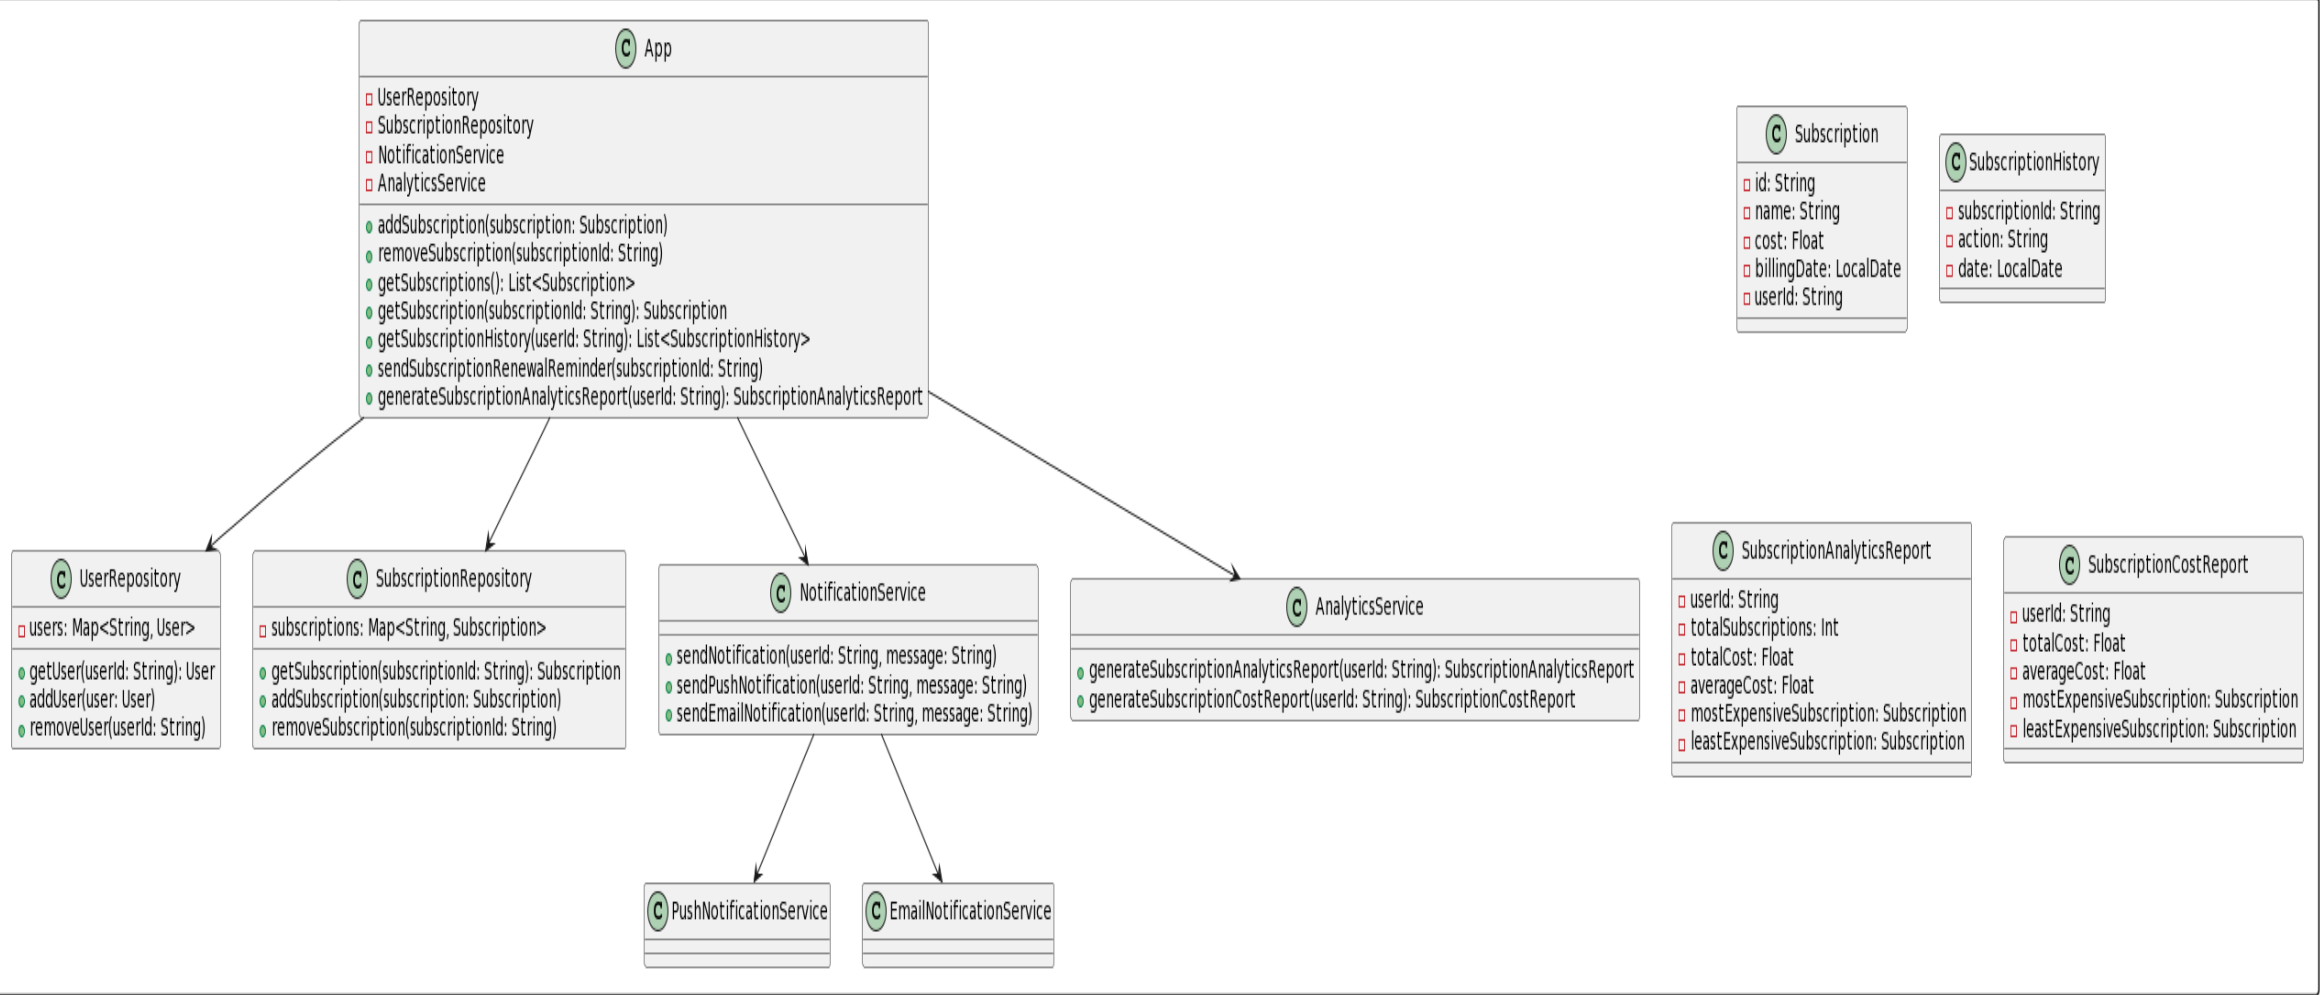 C App
UserRepository
SubscriptionRepository
NotificationService
AnalyticsService
addSubscription(subscription: Subscription)
removeSubscription(subscriptionId: String)
getSubscriptions(): List<Subscription>
getSubscription(subscriptionId: String): Subscription
getSubscriptionHistory(userId: String): List<SubscriptionHistory>
sendSubscriptionRenewalReminder(subscriptionId: String)
generateSubscriptionAnalyticsReport(userId: String): SubscriptionAnalyticsReport
C Subscription
id: String
name: String
cost: Float
billingDate: LocalDate
userId: String
C SubscriptionHistory
subscriptionId: String
action: String
date: LocalDate
C UserRepository
users: Map<String, User>
getUser(userId: String): User
addUser(user: User)
removeUser(userId: String)
C SubscriptionRepository
subscriptions: Map<String, Subscription>
getSubscription(subscriptionId: String): Subscription
addSubscription(subscription: Subscription)
removeSubscription(subscriptionId: String)
C NotificationService
sendNotification(userId: String, message: String)
sendPushNotification(userId: String, message: String)
sendEmailNotification(userId: String, message: String)
C AnalyticsService
generateSubscriptionAnalyticsReport(userId: String): SubscriptionAnalyticsReport
generateSubscriptionCostReport(userId: String): SubscriptionCostReport
C SubscriptionAnalyticsReport
userId: String
totalSubscriptions: Int
totalCost: Float
averageCost: Float
mostExpensiveSubscription: Subscription
leastExpensiveSubscription: Subscription
C SubscriptionCostReport
userId: String
totalCost: Float
averageCost: Float
mostExpensiveSubscription: Subscription
leastExpensiveSubscription: Subscription
C PushNotificationService
C EmailNotificationService